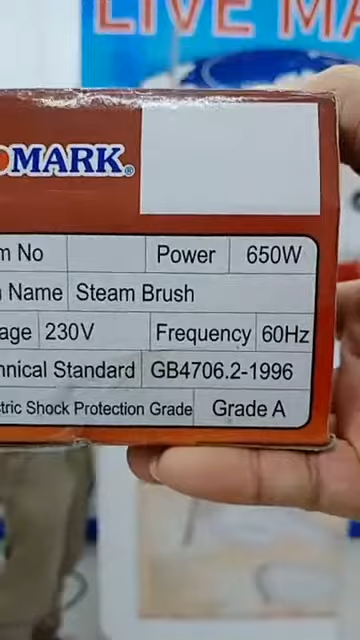 LIVE MA
MARK®
m No Power 650W
Name Steam Brush
age 230V Frequency 60Hz
nnical Standard GB4706.2-1996
tric Shock Protection Grade Grade A